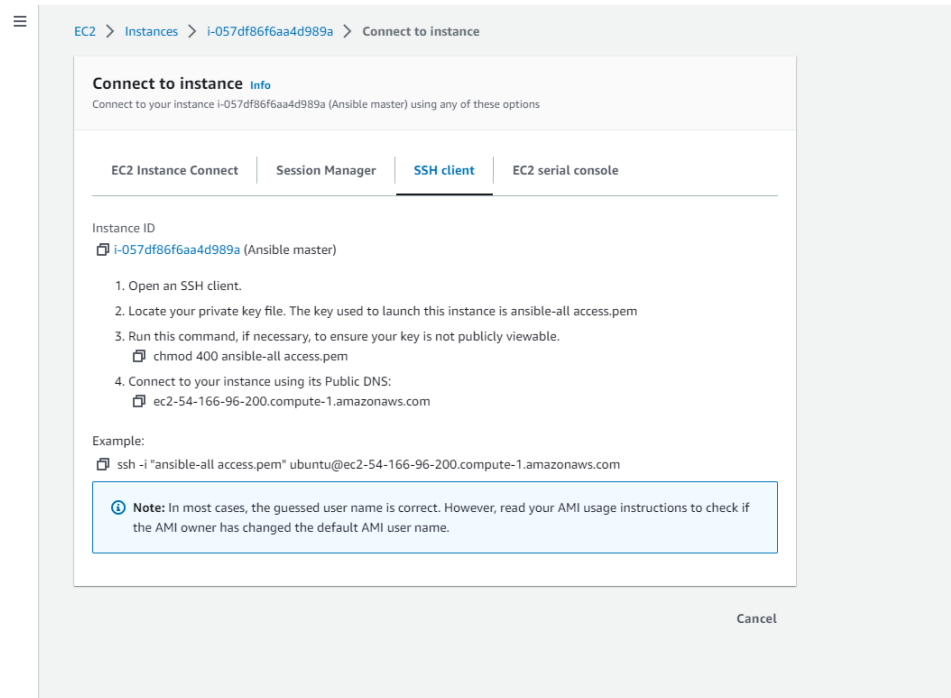 EC2 > Instances > i-057df86f6aa4d989a > Connect to instance
Connect to instance Info
Connect to your instance i-057df86f6aa4d989a (Ansible master) using any of these options
EC2 Instance Connect Session Manager SSH client EC2 serial console
Instance ID
i-057df86f6aa4d989a (Ansible master)
1. Open an SSH client.
2. Locate your private key file. The key used to launch this instance is ansible-all access.pem
3. Run this command, if necessary, to ensure your key is not publicly viewable.
chmod 400 ansible-all access.pem
4. Connect to your instance using its Public DNS:
ec2-54-166-96-200.compute-1.amazonaws.com
Example:
ssh -i "ansible-all access.pem" ubuntu@ec2-54-166-96-200.compute-1.amazonaws.com
Note: In most cases, the guessed user name is correct. However, read your AMI usage instructions to check if
the AMI owner has changed the default AMI user name.
Cancel